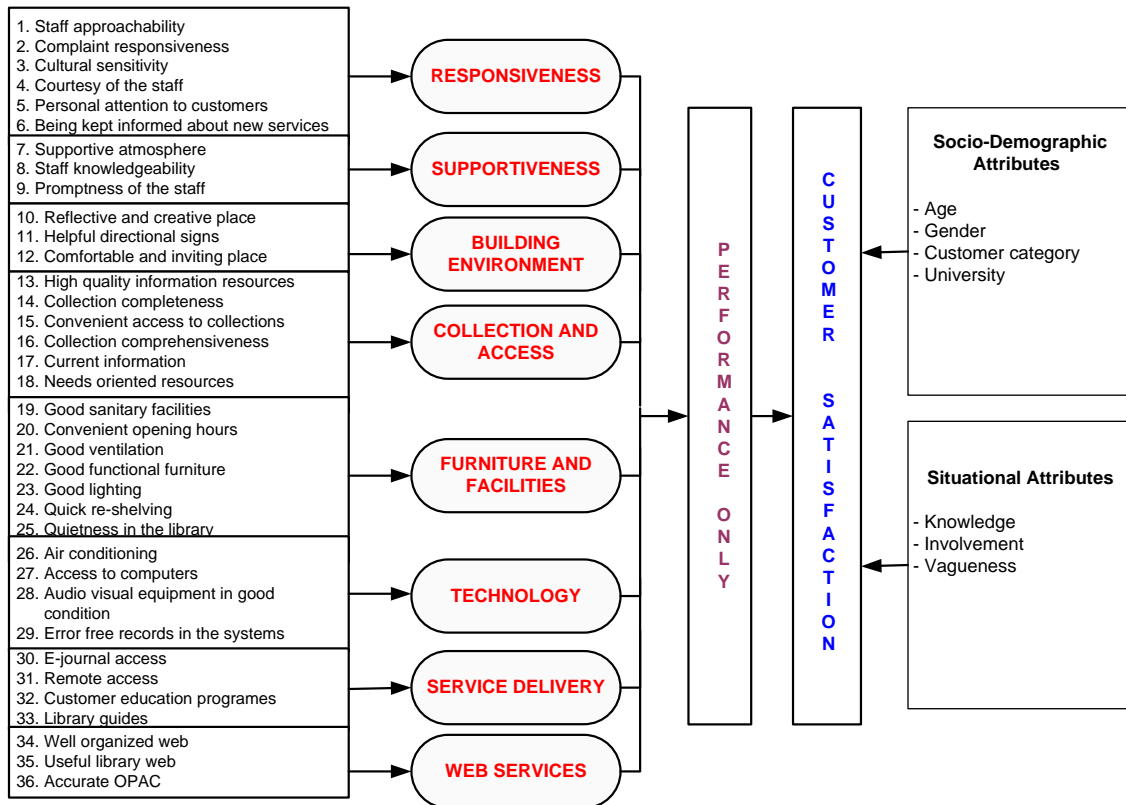 1. Staff approachability
2. Complaint responsiveness
3. Cultural sensitivity
4. Courtesy of the staff
5. Personal attention to customers
6. Being kept informed about new services
7. Supportive atmosphere
8. Staff knowledgeability
9. Promptness of the staff
10. Reflective and creative place
11. Helpful directional signs
12. Comfortable and inviting place
13. High quality information resources
14. Collection completeness
15. Convenient access to collections
16. Collection comprehensiveness
17. Current information
18. Needs oriented resources
19. Good sanitary facilities
20. Convenient opening hours
21. Good ventilation
22. Good functional furniture
23. Good lighting
24. Quick re-shelving
25. Quietness in the library
26. Air conditioning
27. Access to computers
28. Audio visual equipment in good
condition
29. Error free records in the systems
30. E-journal access
31. Remote access
32. Customer education programes
33. Library guides
34. Well organized web
35. Useful library web
36. Accurate OPAC
RESPONSIVENESS
SUPPORTIVENESS
BUILDING
ENVIRONMENT
COLLECTION AND
ACCESS
FURNITURE AND
FACILITIES
TECHNOLOGY
SERVICE DELIVERY
WEB SERVICES
PERFORMANCE ONLY
CUSTOMER SATISFACTION
Socio-Demographic
Attributes
- Age
- Gender
- Customer category
- University
Situational Attributes
- Knowledge
- Involvement
- Vagueness